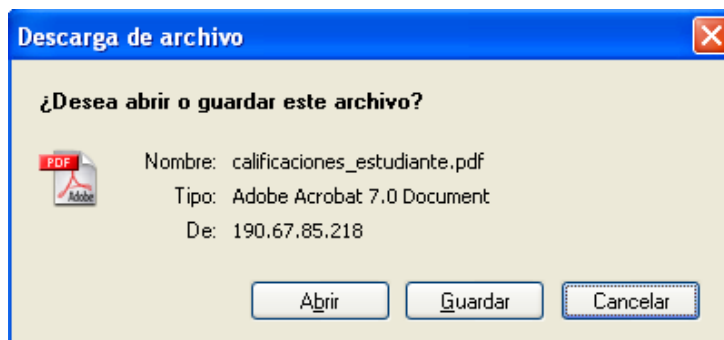 Descarga de archivo
¿Desea abrir o guardar este archivo?
PDF
Adobe
Nombre: calificaciones_estudiante.pdf
Tipo: Adobe Acrobat 7.0 Document
De: 190.67.85.218
Abrir Guardar Cancelar